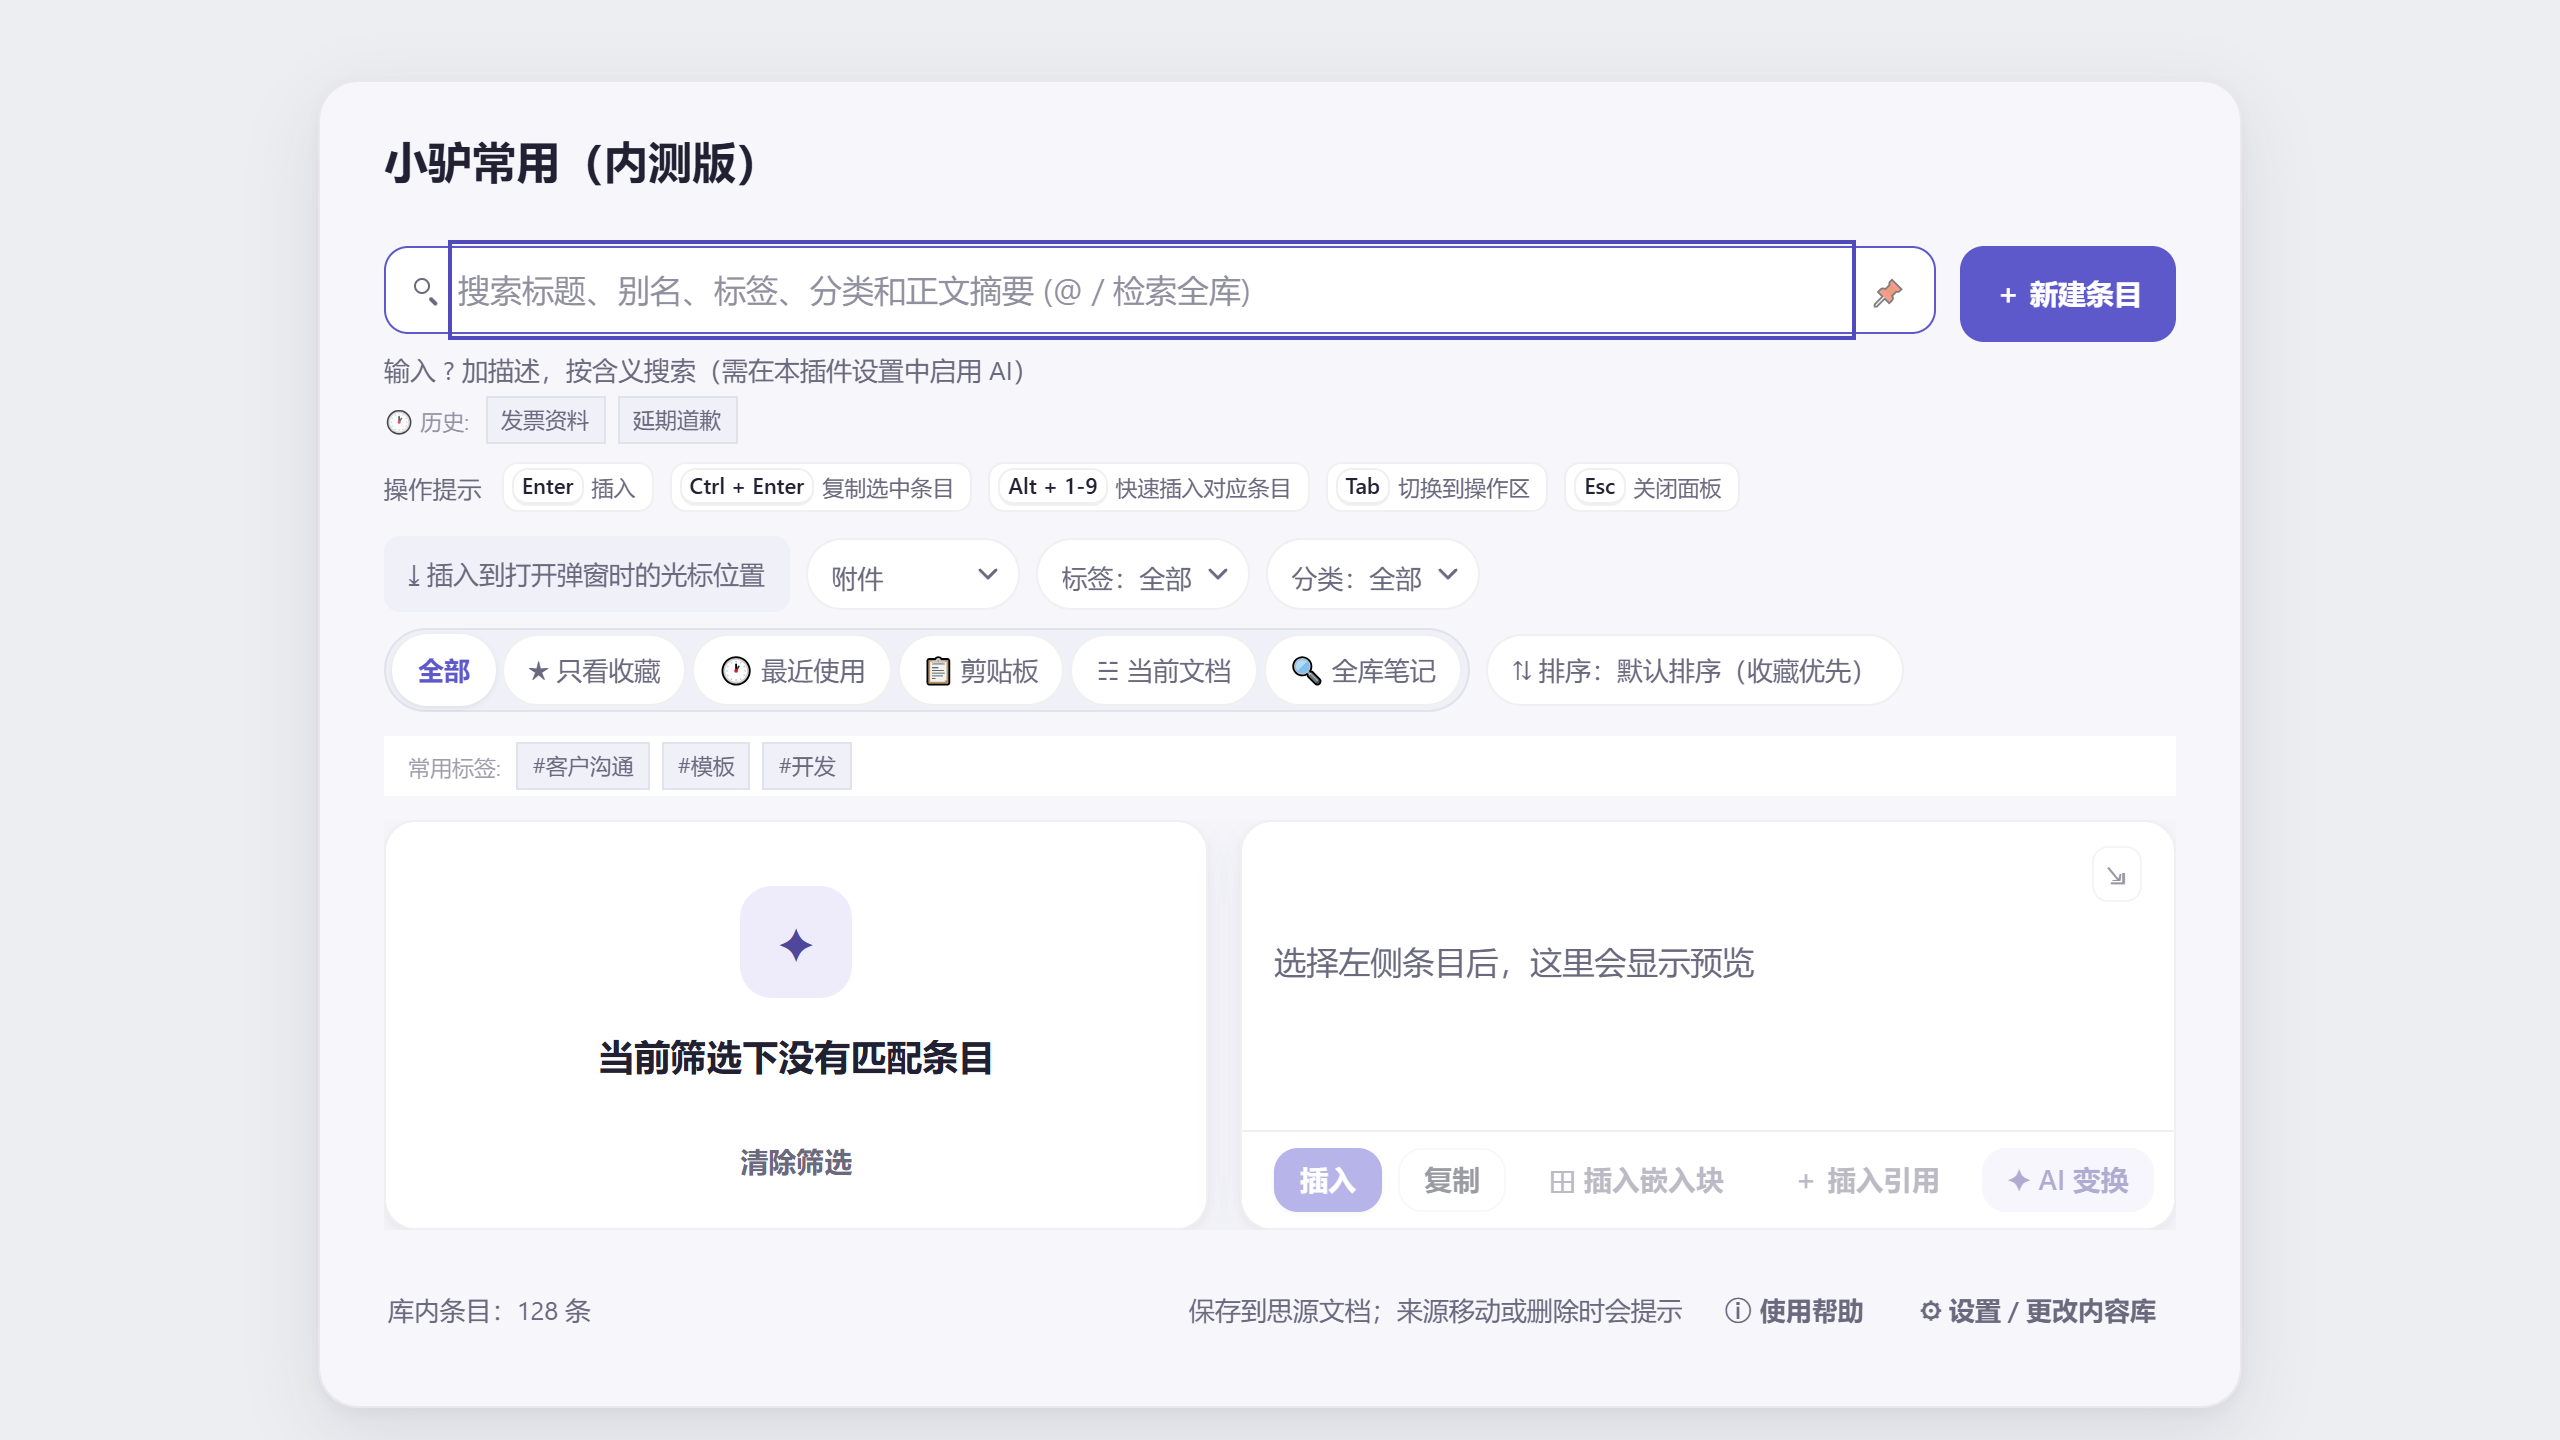 小驴常用（内测版）
搜索标题、别名、标签、分类和正文摘要 (@ / 检索全库)
+ 新建条目
输入 ? 加描述，按含义搜索（需在本插件设置中启用 AI）
历史: 发票资料 延期道歉
操作提示 Enter 插入 Ctrl + Enter 复制选中条目 Alt + 1-9 快速插入对应条目 Tab 切换到操作区 Esc 关闭面板
⤓ 插入到打开弹窗时的光标位置 附件 标签：全部 分类：全部
全部 ★ 只看收藏 最近使用 剪贴板 ☵ 当前文档 全库笔记 ⇅ 排序：默认排序（收藏优先）
常用标签: #客户沟通 #模板 #开发
当前筛选下没有匹配条目
清除筛选
选择左侧条目后，这里会显示预览
插入 复制 田 插入嵌入块 + 插入引用 ✦ AI 变换
库内条目：128 条
保存到思源文档；来源移动或删除时会提示 ⓘ 使用帮助 ⚙ 设置 / 更改内容库